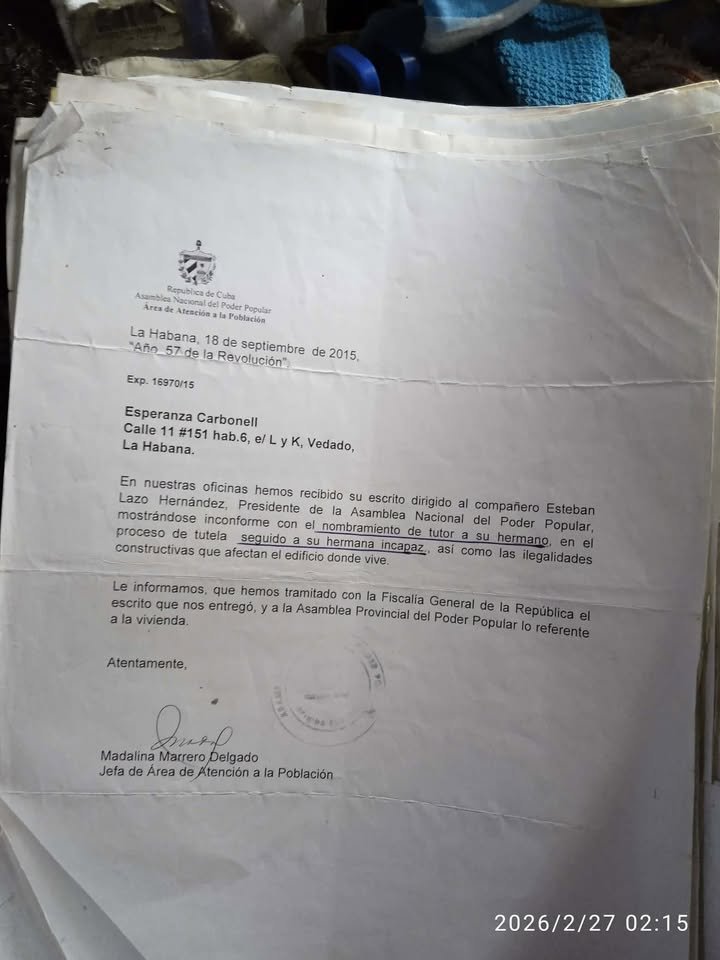 República de Cuba
Asamblea Nacional del Poder Popular
Área de Atención a la Población
La Habana, 18 de septiembre de 2015.
"Año 57 de la Revolución".
Exp. 16970/15
Esperanza Carbonell
Calle 11 #151 hab.6, e/ L y K, Vedado,
La Habana.
En nuestras oficinas hemos recibido su escrito dirigido al compañero Esteban
Lazo Hernández, Presidente de la Asamblea Nacional del Poder Popular,
mostrándose inconforme con el nombramiento de tutor a su hermano, en el
proceso de tutela seguido a su hermana incapaz, así como las ilegalidades
constructivas que afectan el edificio donde vive.
Le informamos, que hemos tramitado con la Fiscalía General de la República el
escrito que nos entregó, y a la Asamblea Provincial del Poder Popular lo referente
a la vivienda.
Atentamente,
Madalina Marrero Delgado
Jefa de Área de Atención a la Población
2026/2/27 02:15